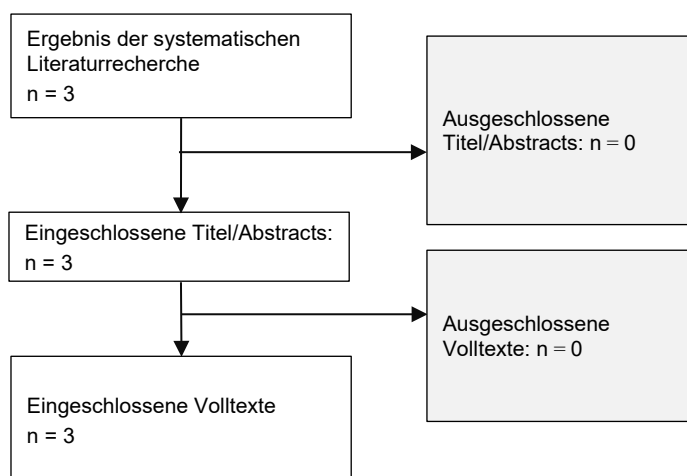 Ergebnis der systematischen
Literaturrecherche
n = 3
Ausgeschlossene
Titel/Abstracts: n = 0
Eingeschlossene Titel/Abstracts:
n = 3
Ausgeschlossene
Volltexte: n = 0
Eingeschlossene Volltexte
n = 3